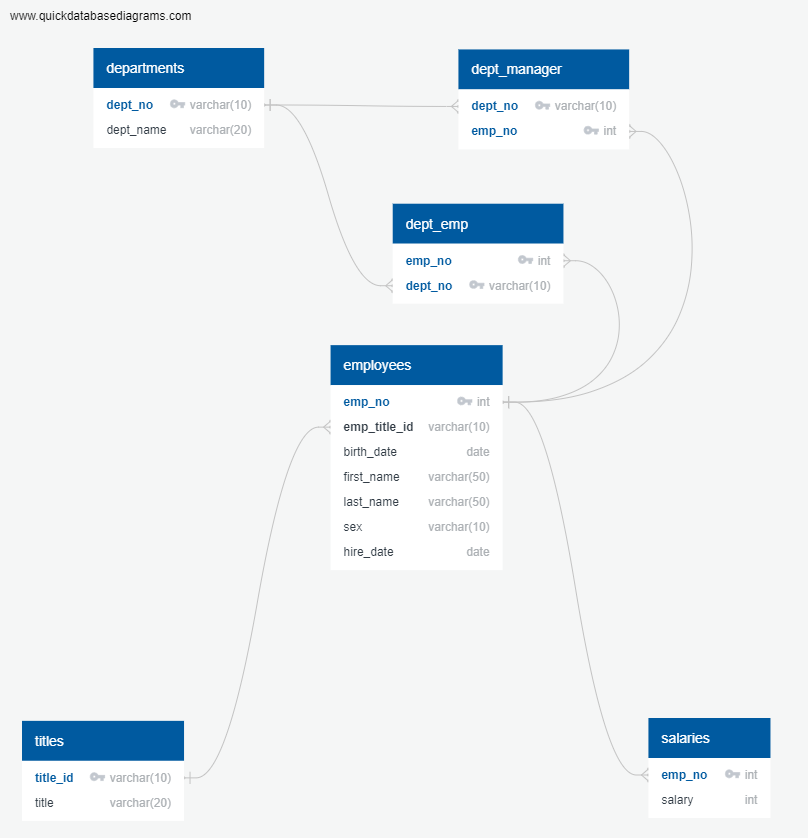 www.quickdatabasediagrams.com
departments
dept_no varchar(10)
dept_name varchar(20)
dept_manager
dept_no varchar(10)
emp_no int
dept_emp
emp_no int
dept_no varchar(10)
employees
emp_no int
emp_title_id varchar(10)
birth_date date
first_name varchar(50)
last_name varchar(50)
sex varchar(10)
hire_date date
titles
title_id varchar(10)
title varchar(20)
salaries
emp_no int
salary int